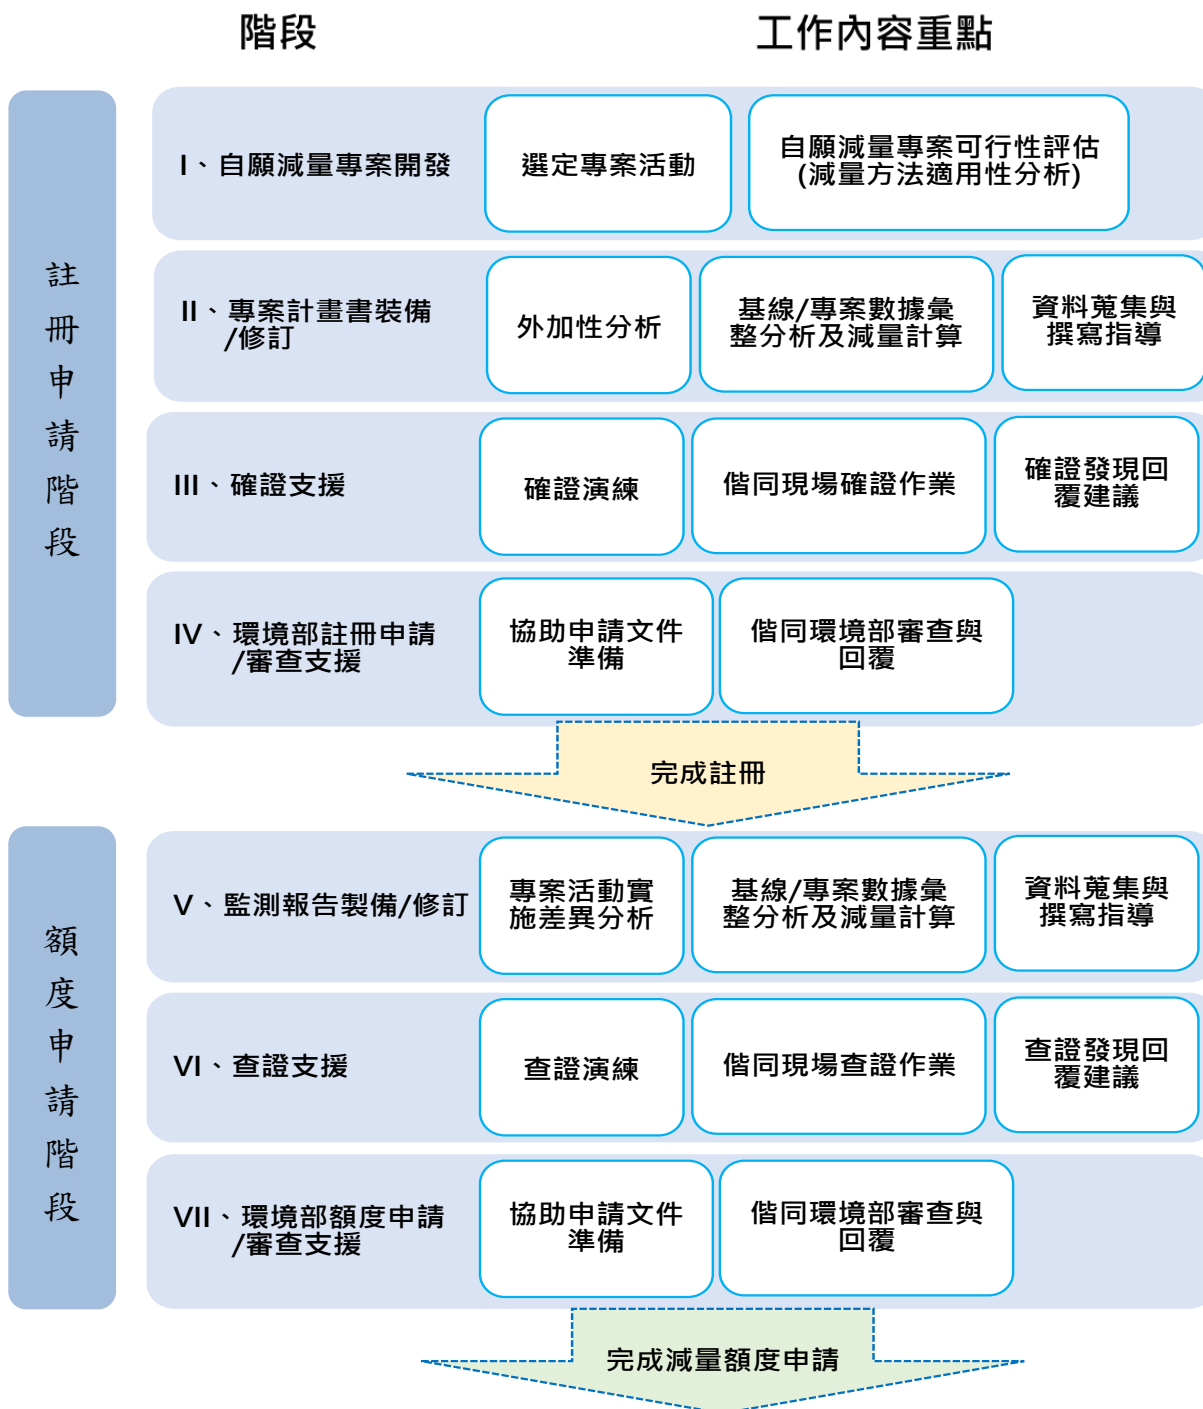 階段
工作內容重點
註冊申請階段
I、自願減量專案開發
選定專案活動
自願減量專案可行性評估
(減量方法適用性分析)
II、專案計畫書裝備
/修訂
外加性分析
基線/專案數據彙
整分析及減量計算
資料蒐集與
撰寫指導
III、確證支援
確證演練
偕同現場確證作業
確證發現回
覆建議
IV、環境部註冊申請
/審查支援
協助申請文件
準備
偕同環境部審查與
回覆
完成註冊
額度申請階段
V、監測報告製備/修訂
專案活動實
施差異分析
基線/專案數據彙
整分析及減量計算
資料蒐集與
撰寫指導
VI、查證支援
查證演練
偕同現場查證作業
查證發現回
覆建議
VII、環境部額度申請
/審查支援
協助申請文件
準備
偕同環境部審查與
回覆
完成減量額度申請